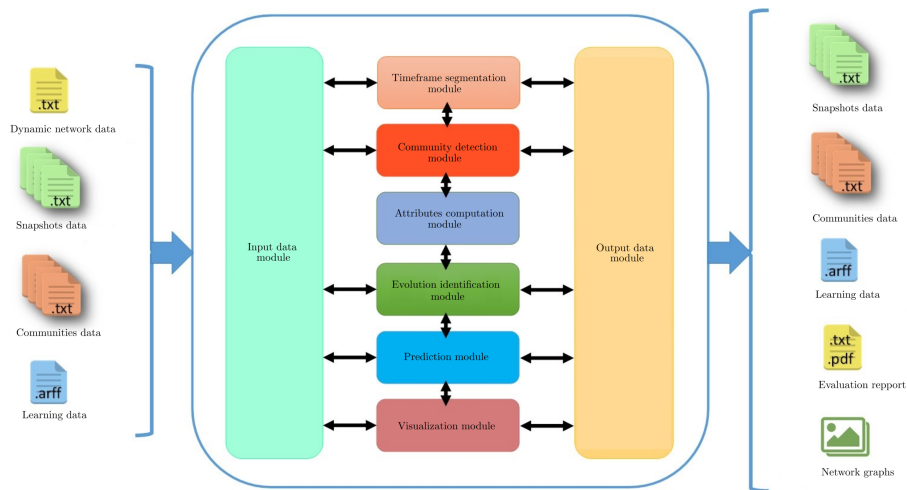 .txt
Dynamic network data
.txt
Snapshots data
.txt
Communities data
.arff
Learning data
Input data
module
Timeframe segmentation
module
Community detection
module
Attributes computation
module
Evolution identification
module
Prediction module
Visualization module
Output data
module
.txt
Snapshots data
.txt
Communities data
.arff
Learning data
.txt
.pdf
Evaluation repport
Network graphs